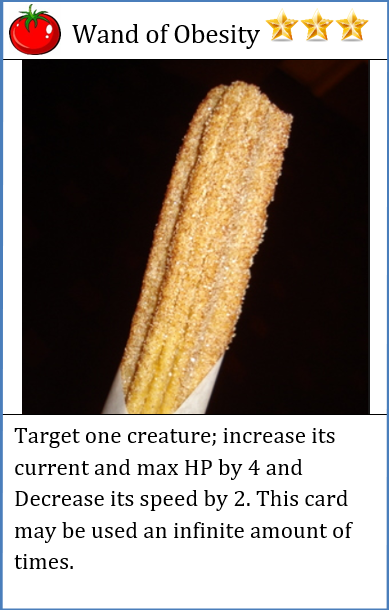 Wand of Obesity
Target one creature; increase its
current and max HP by 4 and
Decrease its speed by 2. This card
may be used an infinite amount of
times.